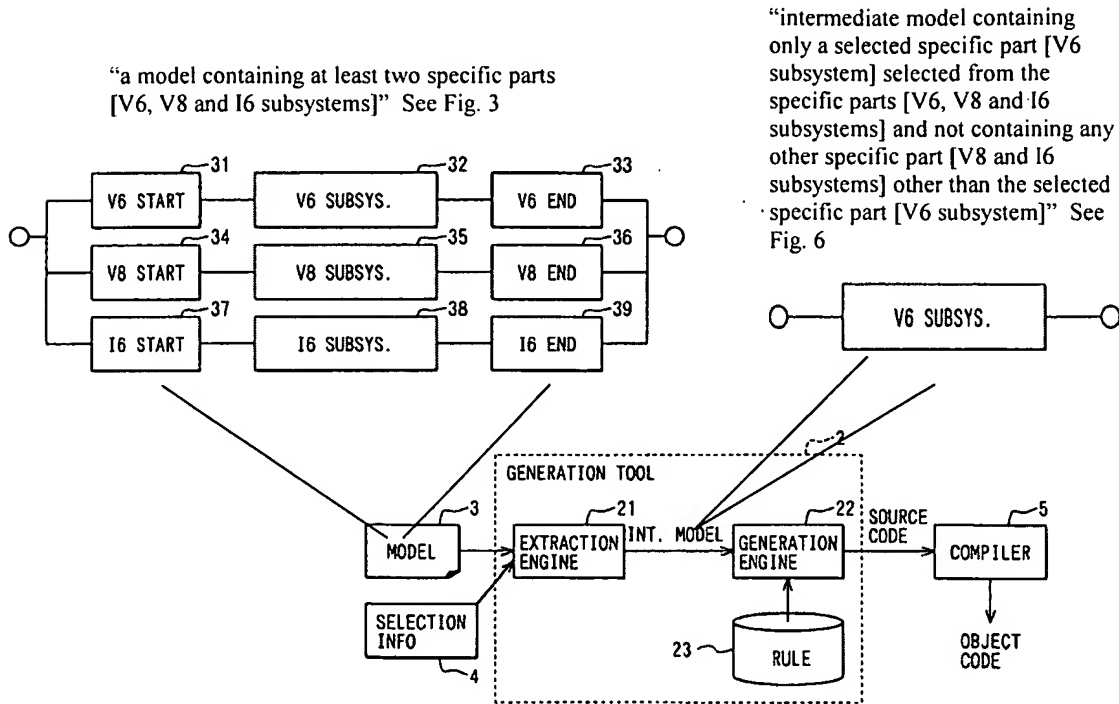 “a model containing at least two specific parts
[V6, V8 and I6 subsystems]” See Fig. 3
“intermediate model containing
only a selected specific part [V6
subsystem] selected from the
specific parts [V6, V8 and I6
subsystems] and not containing any
other specific part [V8 and I6
subsystems] other than the selected
specific part [V6 subsystem]” See
Fig. 6
31
32
33
V6 START
V6 SUBSYS.
V6 END
34
35
36
V8 START
V8 SUBSYS.
V8 END
37
38
39
I6 START
I6 SUBSYS.
I6 END
V6 SUBSYS.
2
GENERATION TOOL
3
MODEL
21
EXTRACTION
ENGINE
INT. MODEL
22
GENERATION
ENGINE
SOURCE
CODE
5
COMPILER
SELECTION
INFO
4
23
RULE
OBJECT
CODE